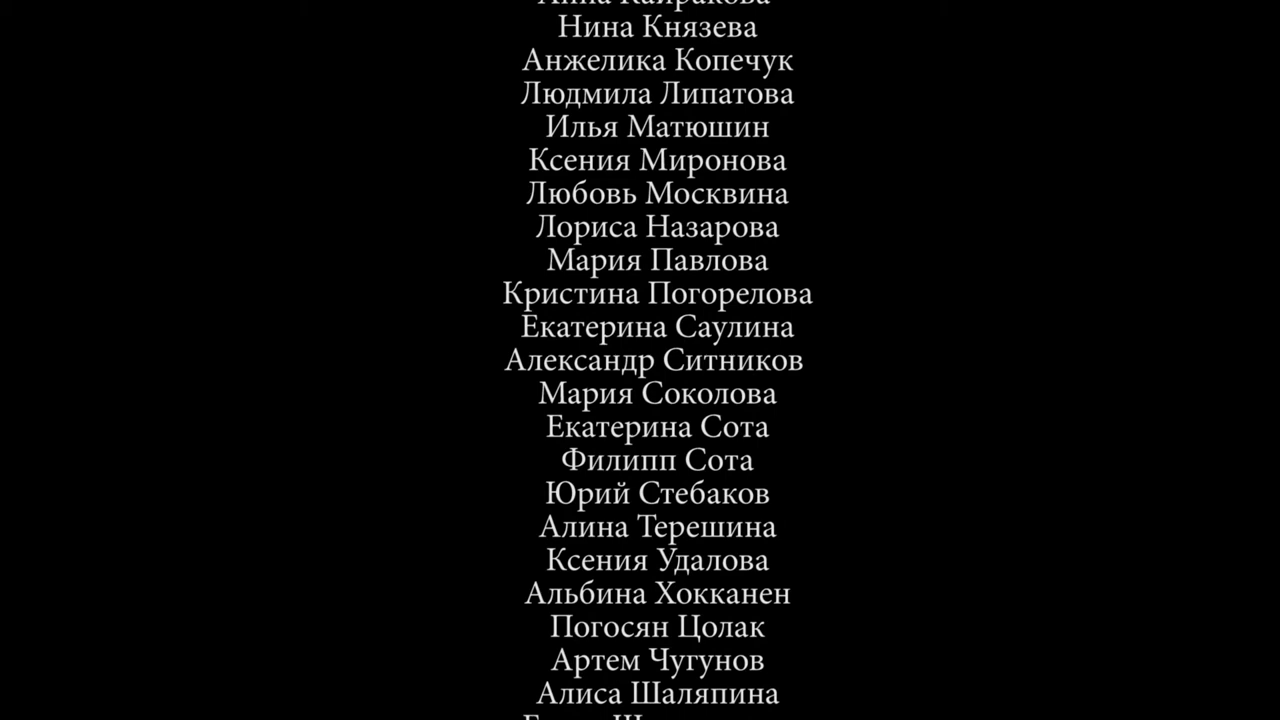 Нина Князева
Анжелика Копечук
Людмила Липатова
Илья Матюшин
Ксения Миронова
Любовь Москвина
Лориса Назарова
Мария Павлова
Кристина Погорелова
Екатерина Саулина
Александр Ситников
Мария Соколова
Екатерина Сота
Филипп Сота
Юрий Стебаков
Алина Терешина
Ксения Удалова
Альбина Хокканен
Погосян Цолак
Артем Чугунов
Алиса Шаляпина